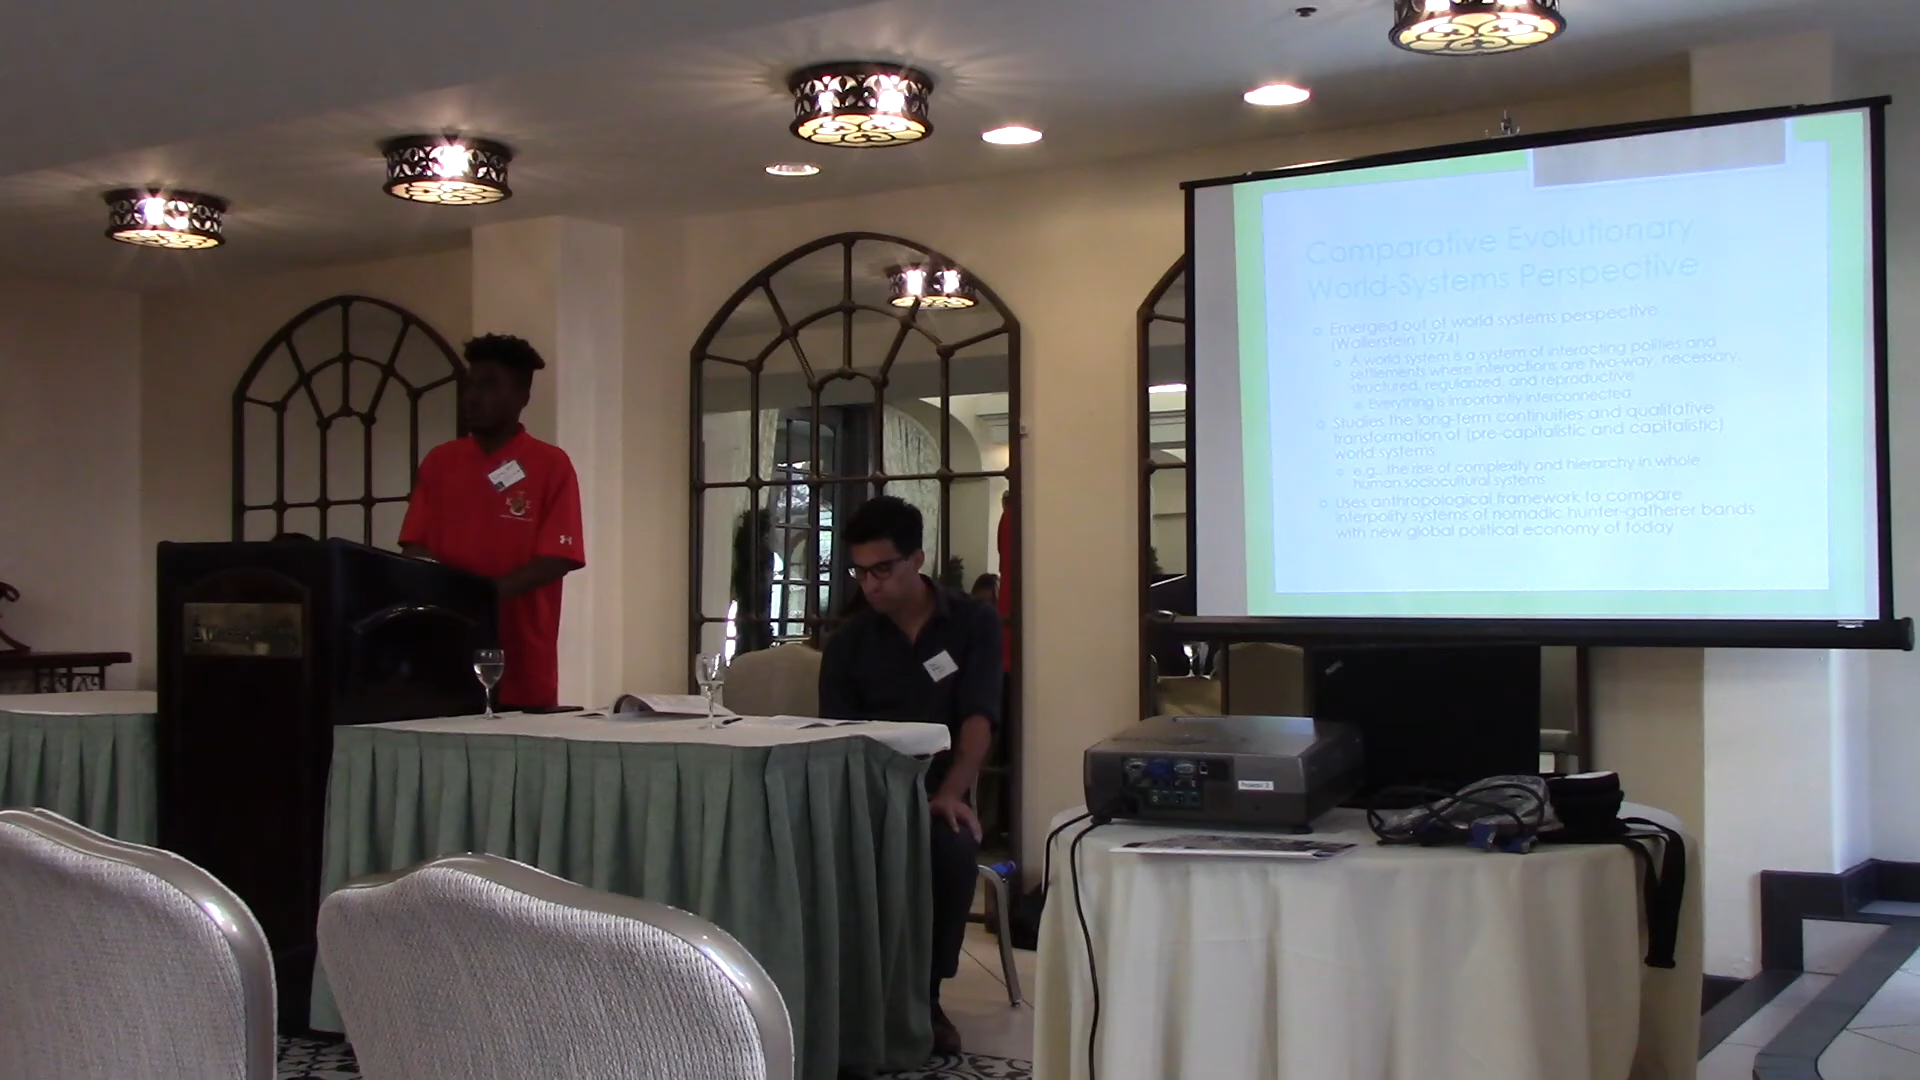 Comparative Evolutionary
World-Systems Perspective
Emerged out of world systems perspective
(Wallerstein 1974)
A world system is a system of interacting polities and
settlements where interactions are two-way, necessary,
structured, regularized, and reproductive
Everything is importantly interconnected
Studies the long-term continuities and qualitative
transformation of (pre-capitalistic and capitalistic)
world systems
e.g., the rise of complexity and hierarchy in whole
human sociocultural systems
Uses anthropological framework to compare
interpolity systems of nomadic hunter-gatherer bands
with new global political economy of today
Projector 2